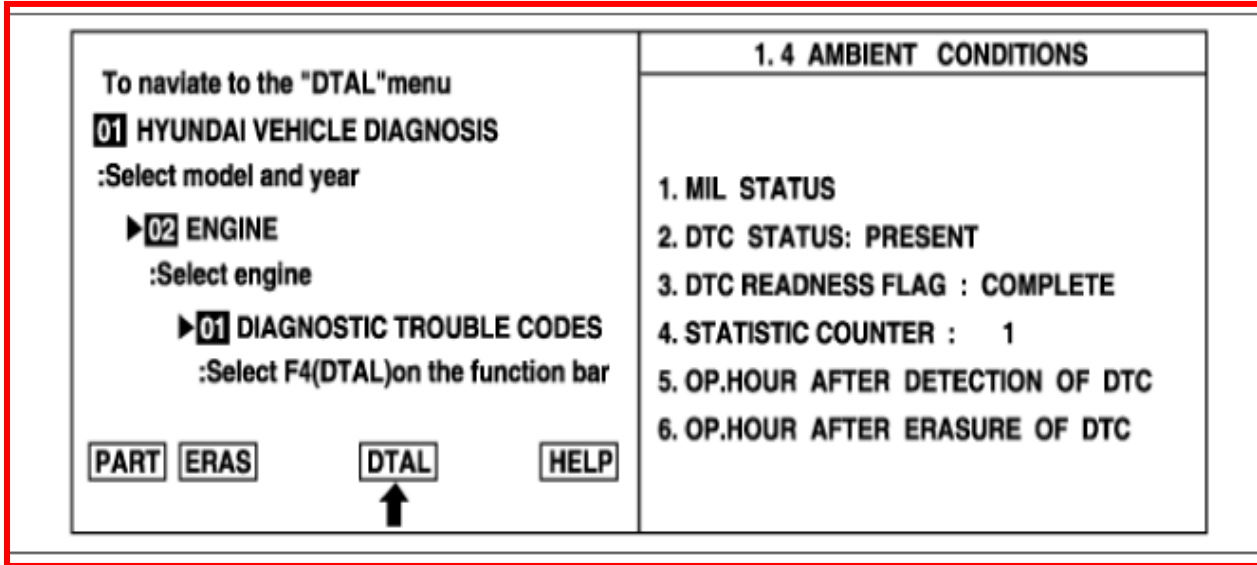 To naviate to the "DTAL"menu
01 HYUNDAI VEHICLE DIAGNOSIS
:Select model and year
▶02 ENGINE
:Select engine
▶01 DIAGNOSTIC TROUBLE CODES
:Select F4(DTAL)on the function bar
PART ERAS DTAL HELP
1. 4 AMBIENT CONDITIONS
1. MIL STATUS
2. DTC STATUS: PRESENT
3. DTC READNESS FLAG : COMPLETE
4. STATISTIC COUNTER : 1
5. OP.HOUR AFTER DETECTION OF DTC
6. OP.HOUR AFTER ERASURE OF DTC